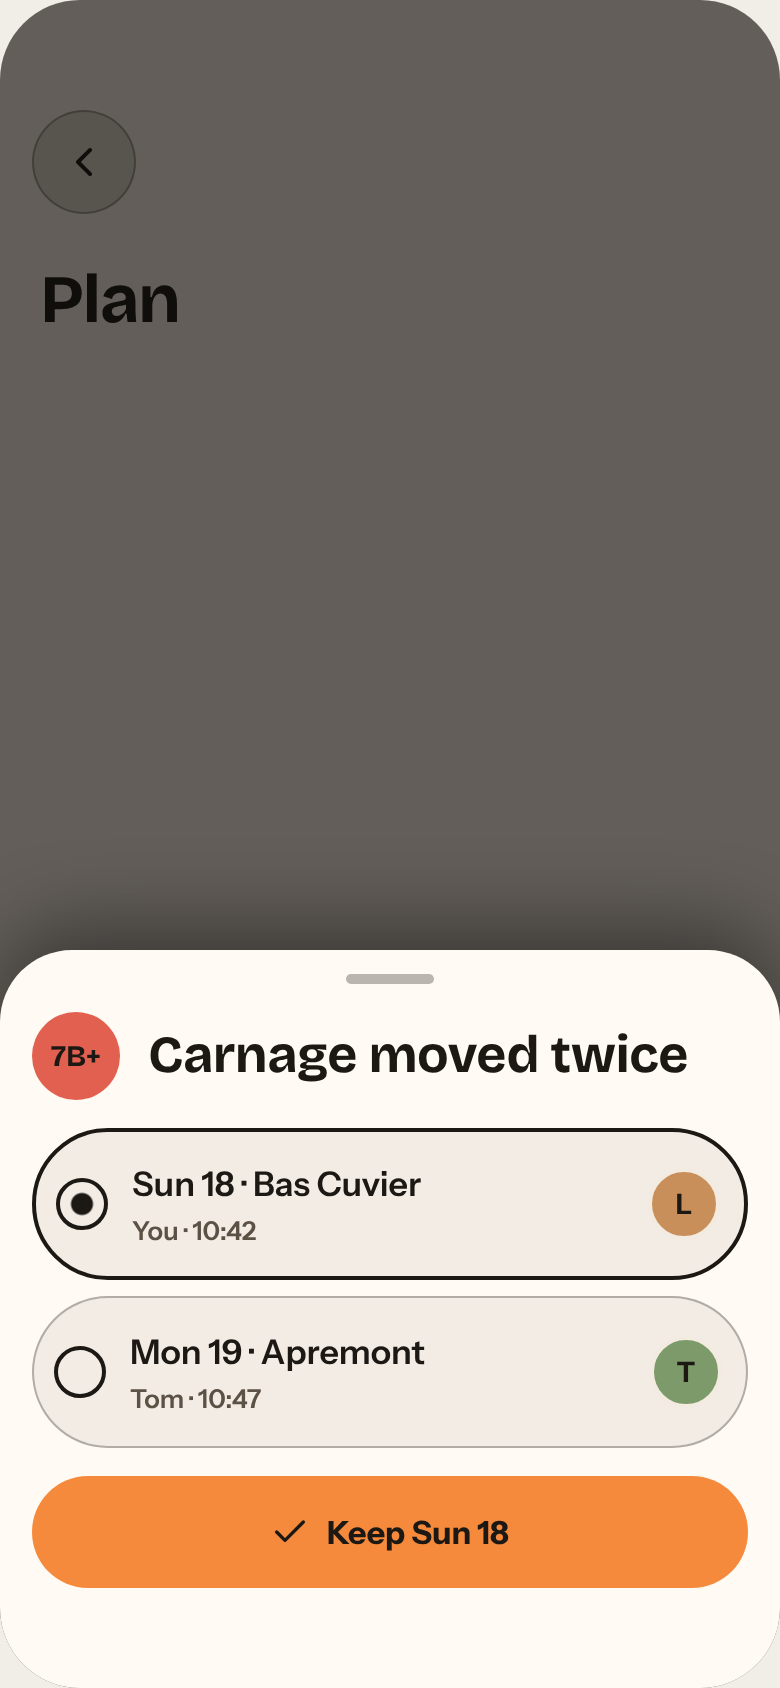 Plan
7B+
Carnage moved twice
Sun 18 · Bas Cuvier
You · 10:42
L
Mon 19 · Apremont
Tom · 10:47
T
Keep Sun 18